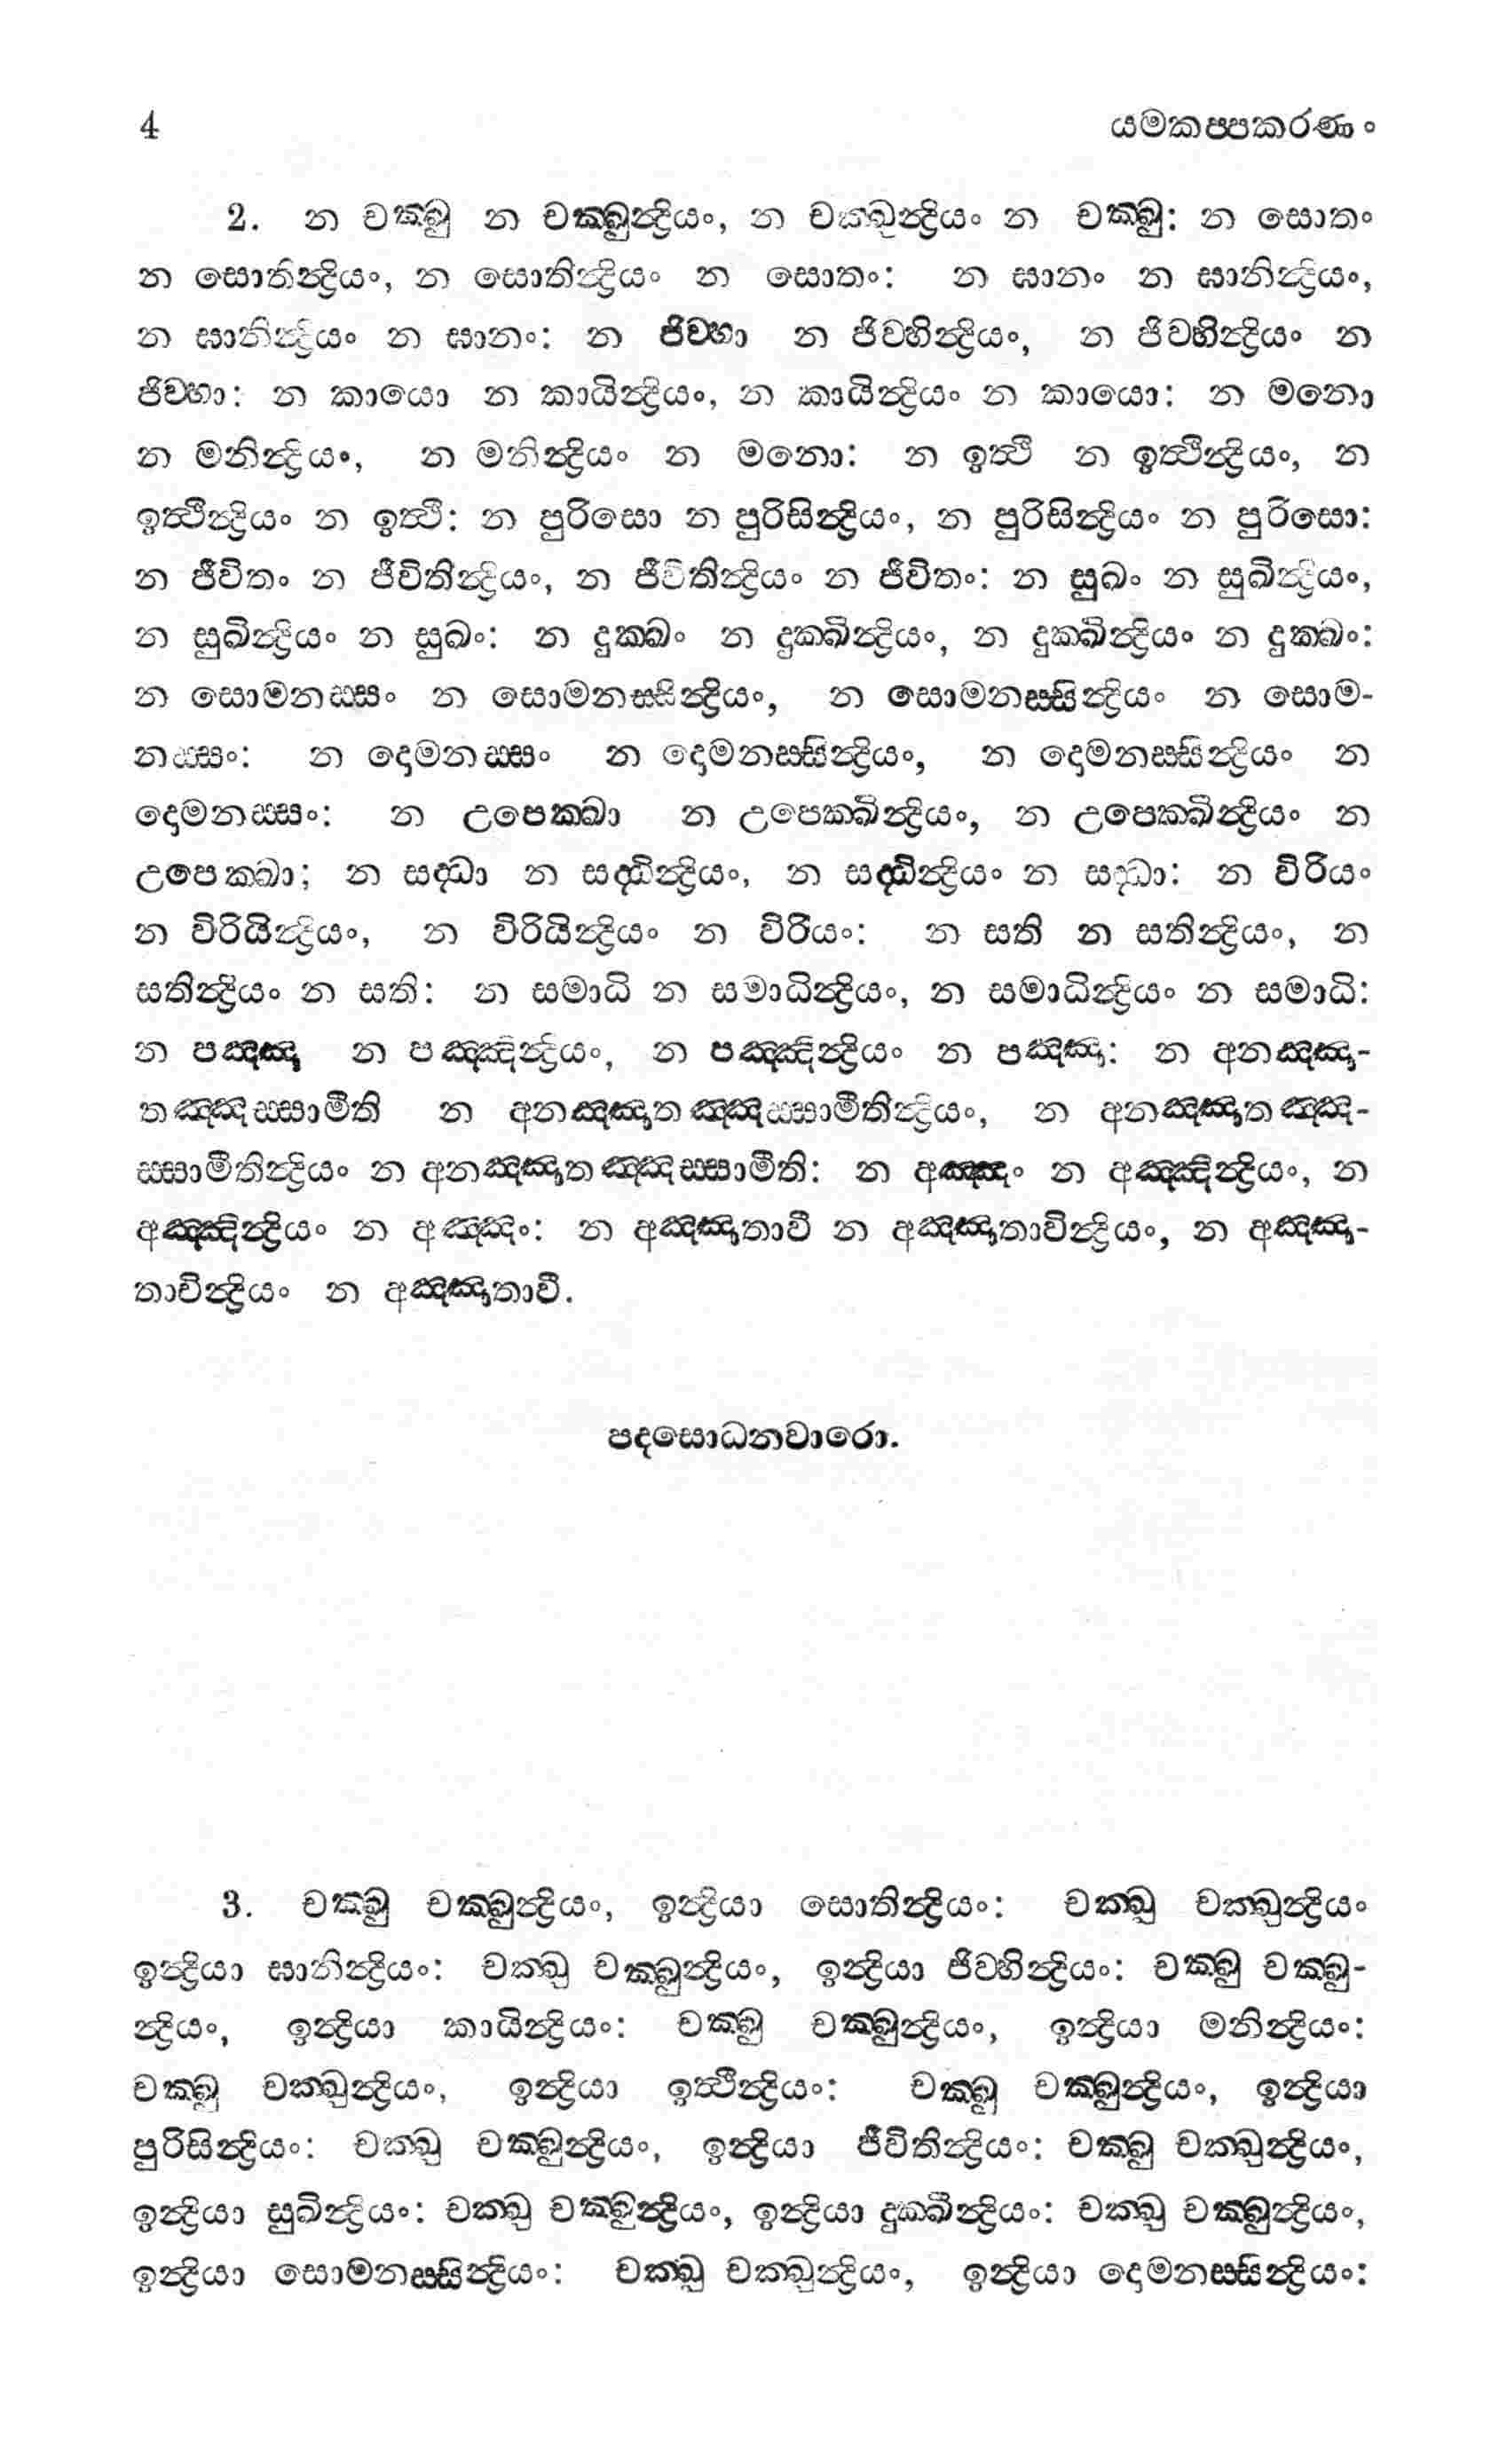 4 යමකප්පකරණං
2. න චක්ඛු න චක්ඛුන්ද්‍රියං, න චක්ඛුන්ද්‍රියං න චක්ඛු: න සොතං
න සොතින්ද්‍රියං, න සොතින්ද්‍රියං න සොතං: න ඝානං න ඝානින්ද්‍රියං,
න ඝානින්ද්‍රියං න ඝානං: න ජිව්හා න ජිව්හින්ද්‍රියං, න ජිව්හින්ද්‍රියං න
ජිව්හා: න කායො න කායින්ද්‍රියං, න කායින්ද්‍රියං න කායො: න මනො
න මනින්ද්‍රියං, න මනින්ද්‍රියං න මනො: න ඉත්ථි න ඉත්ථින්ද්‍රියං, න
ඉත්ථින්ද්‍රියං න ඉත්ථි: න පුරිසො න පුරිසින්ද්‍රියං, න පුරිසින්ද්‍රියං න පුරිසො:
න ජීවිතං න ජීවිතින්ද්‍රියං, න ජීවිතින්ද්‍රියං න ජීවිතං: න සුඛං න සුඛින්ද්‍රියං,
න සුඛින්ද්‍රියං න සුඛං: න දුක්ඛං න දුක්ඛින්ද්‍රියං, න දුක්ඛින්ද්‍රියං න දුක්ඛං:
න සොමනස්සං න සොමනස්සින්ද්‍රියං, න සොමනස්සින්ද්‍රියං න සොම-
නස්සං: න දොමනස්සං න දොමනස්සින්ද්‍රියං, න දොමනස්සින්ද්‍රියං න
දොමනස්සං: න උපෙක්ඛා න උපෙක්ඛින්ද්‍රියං, න උපෙක්ඛින්ද්‍රියං න
උපෙක්ඛා; න සද්ධා න සද්ධින්ද්‍රියං, න සද්ධින්ද්‍රියං න සද්ධා: න විරියං
න විරියින්ද්‍රියං, න විරියින්ද්‍රියං න විරියං: න සති න සතින්ද්‍රියං, න
සතින්ද්‍රියං න සති: න සමාධි න සමාධින්ද්‍රියං, න සමාධින්ද්‍රියං න සමාධි:
න පඤ්ඤා න පඤ්ඤින්ද්‍රියං, න පඤ්ඤින්ද්‍රියං න පඤ්ඤා: න අනඤ්ඤා-
තඤ්ඤස්සාමීති න අනඤ්ඤාතඤ්ඤස්සාමීතින්ද්‍රියං, න අනඤ්ඤාතඤ්ඤ-
ස්සාමීතින්ද්‍රියං න අනඤ්ඤාතඤ්ඤස්සාමීති: න අඤ්ඤං න අඤ්ඤින්ද්‍රියං, න
අඤ්ඤින්ද්‍රියං න අඤ්ඤං: න අඤ්ඤාතාවී න අඤ්ඤාතාවින්ද්‍රියං, න අඤ්ඤා-
තාවින්ද්‍රියං න අඤ්ඤාතාවී.
පදසොධනවාරො.
3. චක්ඛු චක්ඛුන්ද්‍රියං, ඉන්ද්‍රියා සොතින්ද්‍රියං: චක්ඛු චක්ඛුන්ද්‍රියං
ඉන්ද්‍රියා ඝානින්ද්‍රියං: චක්ඛු චක්ඛුන්ද්‍රියං, ඉන්ද්‍රියා ජිව්හින්ද්‍රියං: චක්ඛු චක්ඛු-
න්ද්‍රියං, ඉන්ද්‍රියා කායින්ද්‍රියං: චක්ඛු චක්ඛුන්ද්‍රියං, ඉන්ද්‍රියා මනින්ද්‍රියං:
චක්ඛු චක්ඛුන්ද්‍රියං, ඉන්ද්‍රියා ඉත්ථින්ද්‍රියං: චක්ඛු චක්ඛුන්ද්‍රියං, ඉන්ද්‍රියා
පුරිසින්ද්‍රියං: චක්ඛු චක්ඛුන්ද්‍රියං, ඉන්ද්‍රියා ජීවිතින්ද්‍රියං: චක්ඛු චක්ඛුන්ද්‍රියං,
ඉන්ද්‍රියා සුඛින්ද්‍රියං: චක්ඛු චක්ඛුන්ද්‍රියං, ඉන්ද්‍රියා දුක්ඛින්ද්‍රියං: චක්ඛු චක්ඛුන්ද්‍රියං,
ඉන්ද්‍රියා සොමනස්සින්ද්‍රියං: චක්ඛු චක්ඛුන්ද්‍රියං, ඉන්ද්‍රියා දොමනස්සින්ද්‍රියං: